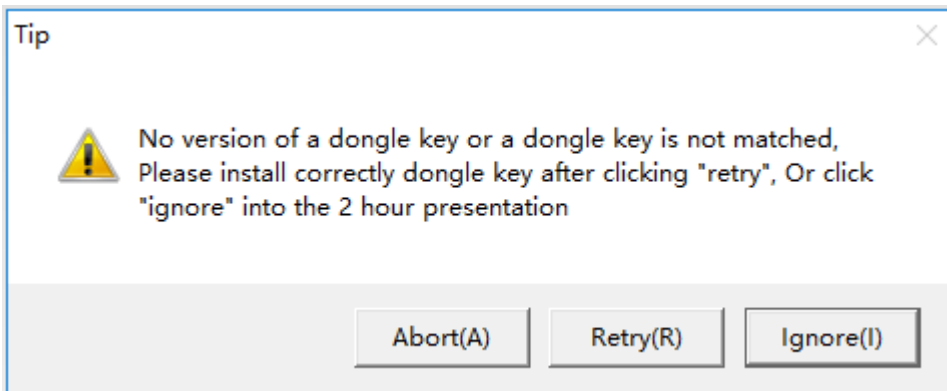 Tip
No version of a dongle key or a dongle key is not matched,
Please install correctly dongle key after clicking "retry", Or click
"ignore" into the 2 hour presentation
Abort(A)
Retry(R)
Ignore(I)